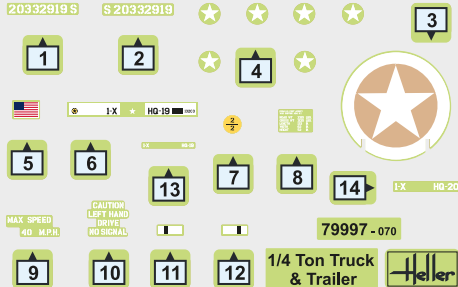 20332919 S
S 20332919
1
2
3
4
I-X HQ-19
2
2
5
6
7
8
13
14
I-X HQ-20
MAX SPEED
40 M.P.H.
CAUTION
LEFT HAND
DRIVE
NO SIGNAL
79997 - 070
9
10
11
12
1/4 Ton Truck
& Trailer
Heller